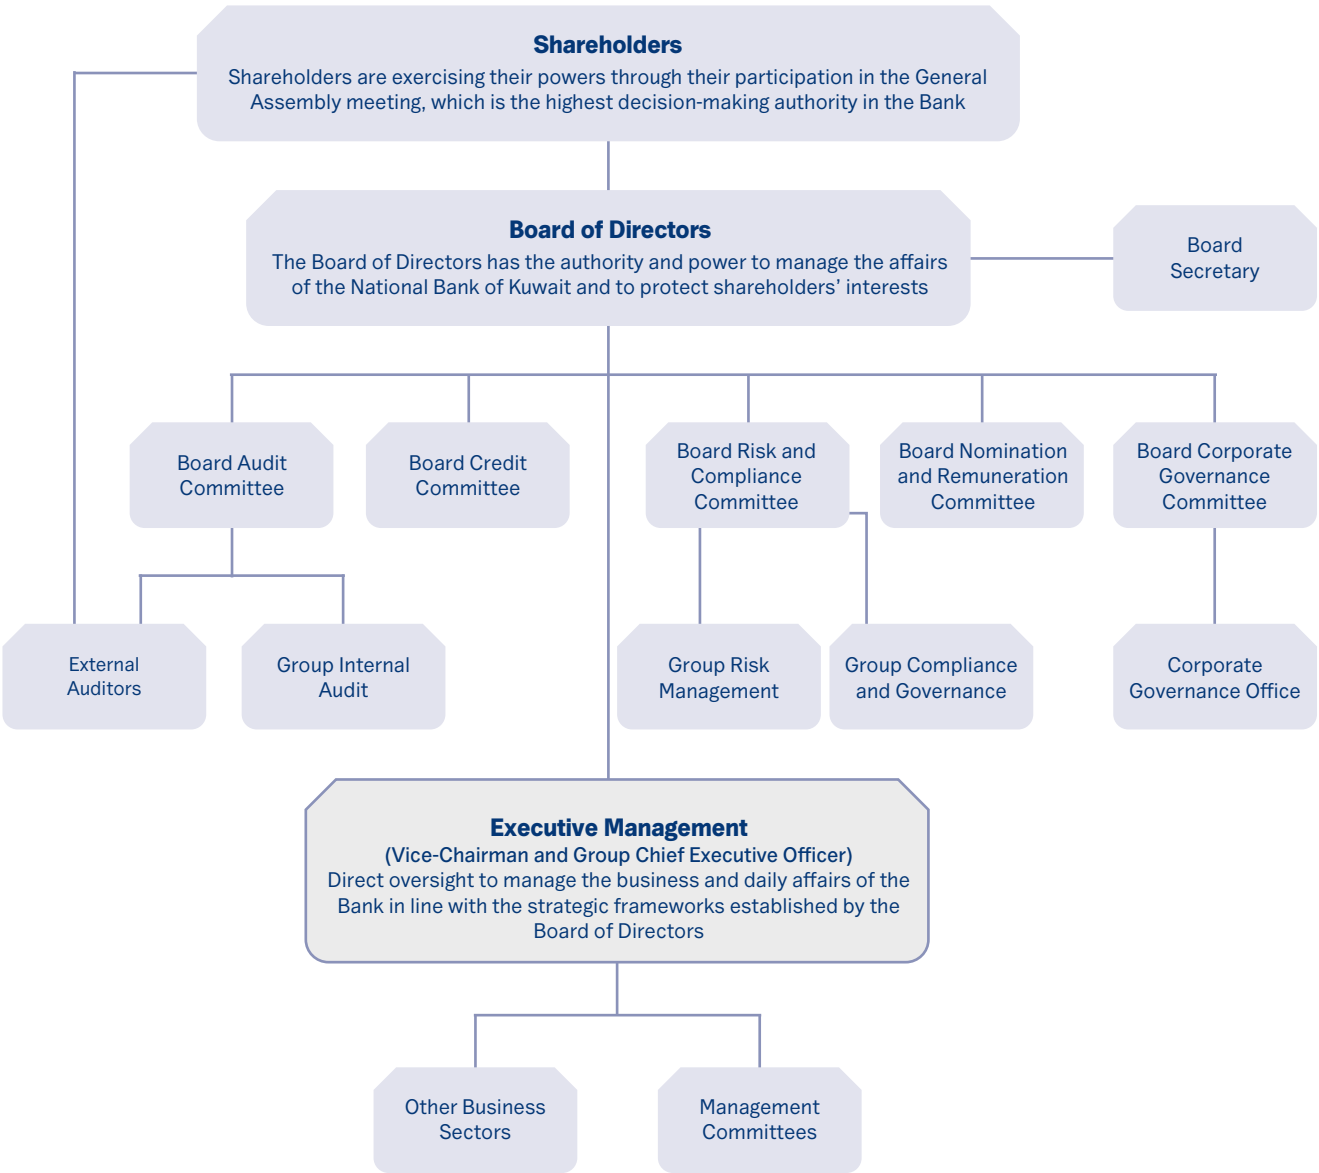 Shareholders
Shareholders are exercising their powers through their participation in the General
Assembly meeting, which is the highest decision-making authority in the Bank
Board of Directors
The Board of Directors has the authority and power to manage the affairs
of the National Bank of Kuwait and to protect shareholders’ interests
Board
Secretary
Board Audit
Committee
Board Credit
Committee
Board Risk and
Compliance
Committee
Board Nomination
and Remuneration
Committee
Board Corporate
Governance
Committee
External
Auditors
Group Internal
Audit
Group Risk
Management
Group Compliance
and Governance
Corporate
Governance Office
Executive Management
(Vice-Chairman and Group Chief Executive Officer)
Direct oversight to manage the business and daily affairs of the
Bank in line with the strategic frameworks established by the
Board of Directors
Other Business
Sectors
Management
Committees